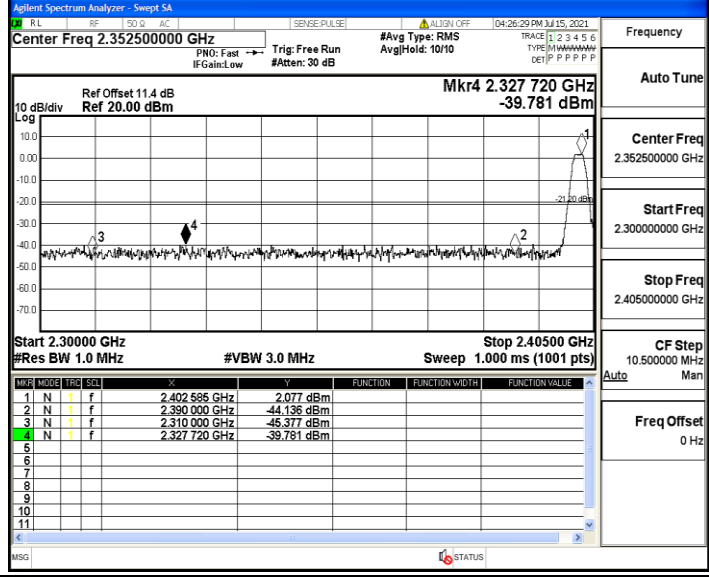 Agilent Spectrum Analyzer - Swept SA
RL RF 50 Ω AC SENSE:PULSE ALIGN OFF 04:26:29 PM Jul 15, 2021
Center Freq 2.352500000 GHz
PNO: Fast
IFGain:Low
Trig: Free Run
#Atten: 30 dB
#Avg Type: RMS
Avg|Hold: 10/10
TRACE 1 2 3 4 5 6
TYPE M WWWWW
DET P P P P P P
Ref Offset 11.4 dB
10 dB/div Ref 20.00 dBm
Log
Mkr4 2.327 720 GHz
-39.781 dBm
10.0
0.00
-10.0
-20.0
-30.0
-40.0
-50.0
-60.0
-70.0
1
-21.20 dBm
4
3
2
Start 2.30000 GHz Stop 2.40500 GHz
#Res BW 1.0 MHz #VBW 3.0 MHz Sweep 1.000 ms (1001 pts)
MKR MODE TRC SCL X Y FUNCTION FUNCTION WIDTH FUNCTION VALUE
1 N 1 f 2.402 585 GHz 2.077 dBm
2 N 1 f 2.390 000 GHz -44.136 dBm
3 N 1 f 2.310 000 GHz -45.377 dBm
4 N 1 f 2.327 720 GHz -39.781 dBm
5
6
7
8
9
10
11
MSG STATUS
Frequency
Auto Tune
Center Freq
2.352500000 GHz
Start Freq
2.300000000 GHz
Stop Freq
2.405000000 GHz
CF Step
10.500000 MHz
Auto Man
Freq Offset
0 Hz